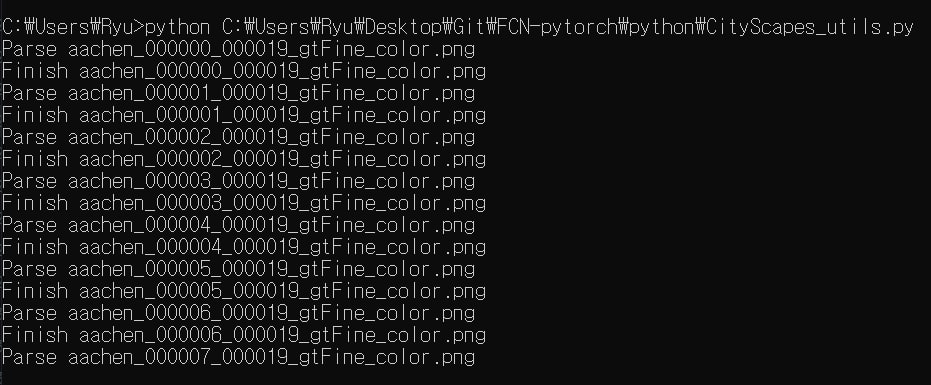 C:₩Users₩Ryu>python C:₩Users₩Ryu₩Desktop₩Git₩FCN-pytorch₩python₩CityScapes_utils.py
Parse aachen_000000_000019_gtFine_color.png
Finish aachen_000000_000019_gtFine_color.png
Parse aachen_000001_000019_gtFine_color.png
Finish aachen_000001_000019_gtFine_color.png
Parse aachen_000002_000019_gtFine_color.png
Finish aachen_000002_000019_gtFine_color.png
Parse aachen_000003_000019_gtFine_color.png
Finish aachen_000003_000019_gtFine_color.png
Parse aachen_000004_000019_gtFine_color.png
Finish aachen_000004_000019_gtFine_color.png
Parse aachen_000005_000019_gtFine_color.png
Finish aachen_000005_000019_gtFine_color.png
Parse aachen_000006_000019_gtFine_color.png
Finish aachen_000006_000019_gtFine_color.png
Parse aachen_000007_000019_gtFine_color.png